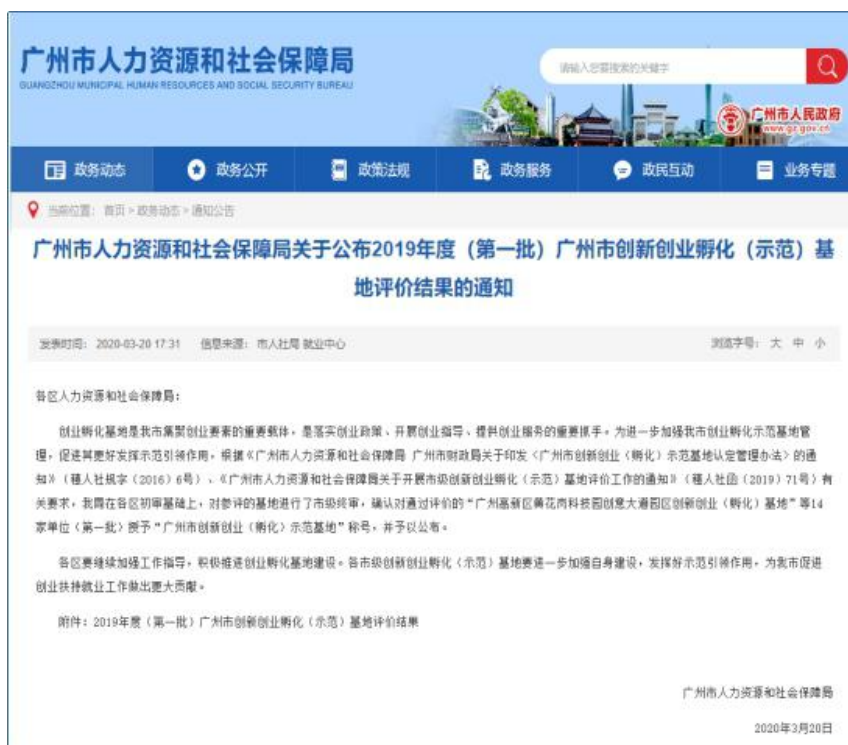 广州市人力资源和社会保障局
GUANGZHOU MUNICIPAL HUMAN RESOURCES AND SOCIAL SECURITY BUREAU
请输入您要搜索的关键字
广州市人民政府
www.gz.gov.cn
政务动态 政务公开 政策法规 政务服务 政民互动 业务专题
当前位置： 首页 > 政务动态 > 通知公告
广州市人力资源和社会保障局关于公布2019年度（第一批）广州市创新创业孵化（示范）基
地评价结果的通知
发表时间： 2020-03-20 17:31 信息来源： 市人社局 就业中心 浏览字号： 大 中 小
各区人力资源和社会保障局：
创业孵化基地是我市集聚创业要素的重要载体，是落实创业政策、开展创业指导、提供创业服务的重要抓手。为进一步加强我市创业孵化示范基地管
理，促进其更好发挥示范引领作用，根据《广州市人力资源和社会保障局 广州市财政局关于印发〈广州市创新创业（孵化）示范基地认定管理办法〉的通
知》（穗人社规字〔2016〕6号）、《广州市人力资源和社会保障局关于开展市级创新创业孵化（示范）基地评价工作的通知》（穗人社函〔2019〕71号）有
关要求，我局在各区初审基础上，对参评的基地进行了市级终审，确认对通过评价的“广州高新区黄花岗科技园创意大道园区创新创业（孵化）基地”等14
家单位（第一批）授予“广州市创新创业（孵化）示范基地”称号，并予以公布。
各区要继续加强工作指导，积极推进创业孵化基地建设。各市级创新创业孵化（示范）基地要进一步加强自身建设，发挥好示范引领作用，为我市促进
创业扶持就业工作做出更大贡献。
附件：2019年度（第一批）广州市创新创业孵化（示范）基地评价结果
广州市人力资源和社会保障局
2020年3月20日